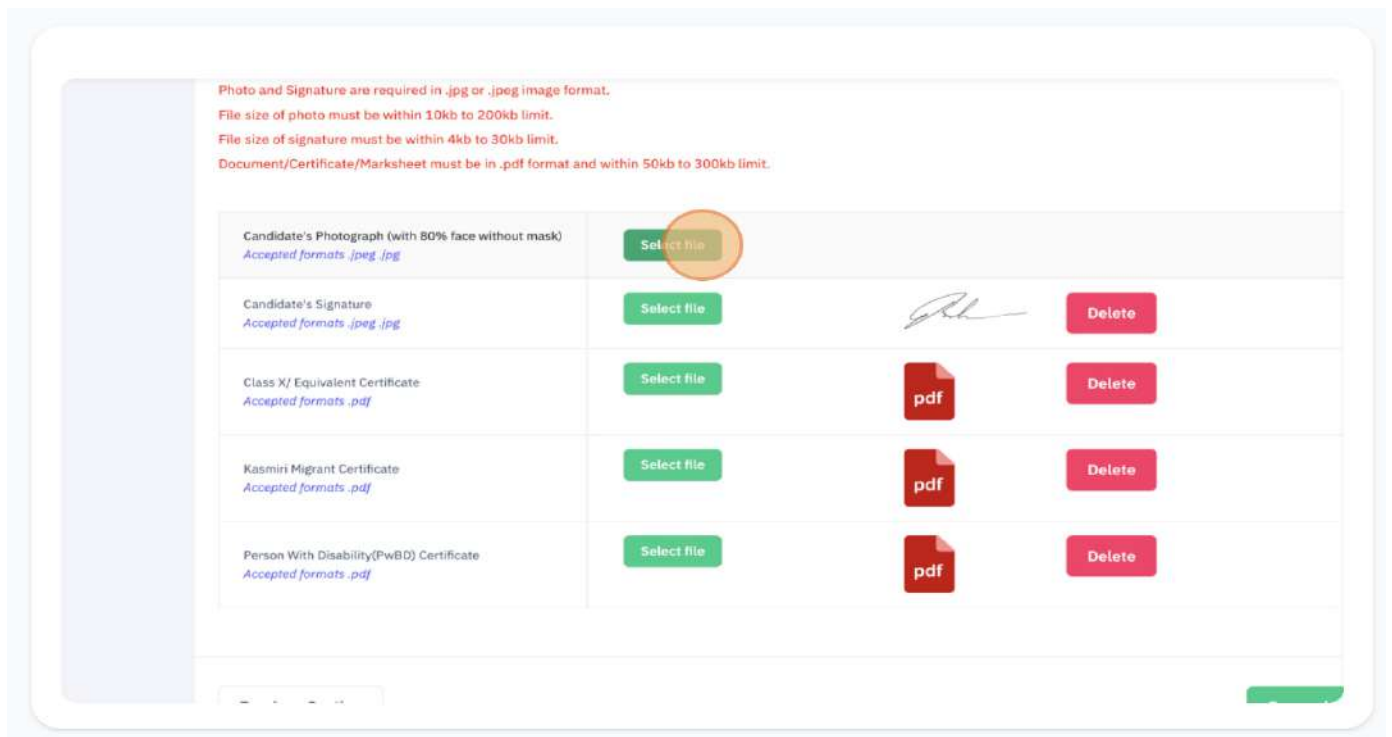 Photo and Signature are required in .jpg or .jpeg image format.
File size of photo must be within 10kb to 200kb limit.
File size of signature must be within 4kb to 30kb limit.
Document/Certificate/Marksheet must be in .pdf format and within 50kb to 300kb limit.
Candidate's Photograph (with 80% face without mask)
Select file
Accepted formats .jpeg .jpg
Candidate's Signature
Select file
Delete
Accepted formats .jpeg .jpg
Class X/ Equivalent Certificate
Select file
pdf
Delete
Accepted formats .pdf
Kasmiri Migrant Certificate
Select file
pdf
Delete
Accepted formats .pdf
Person With Disability(PwBD) Certificate
Select file
pdf
Delete
Accepted formats .pdf